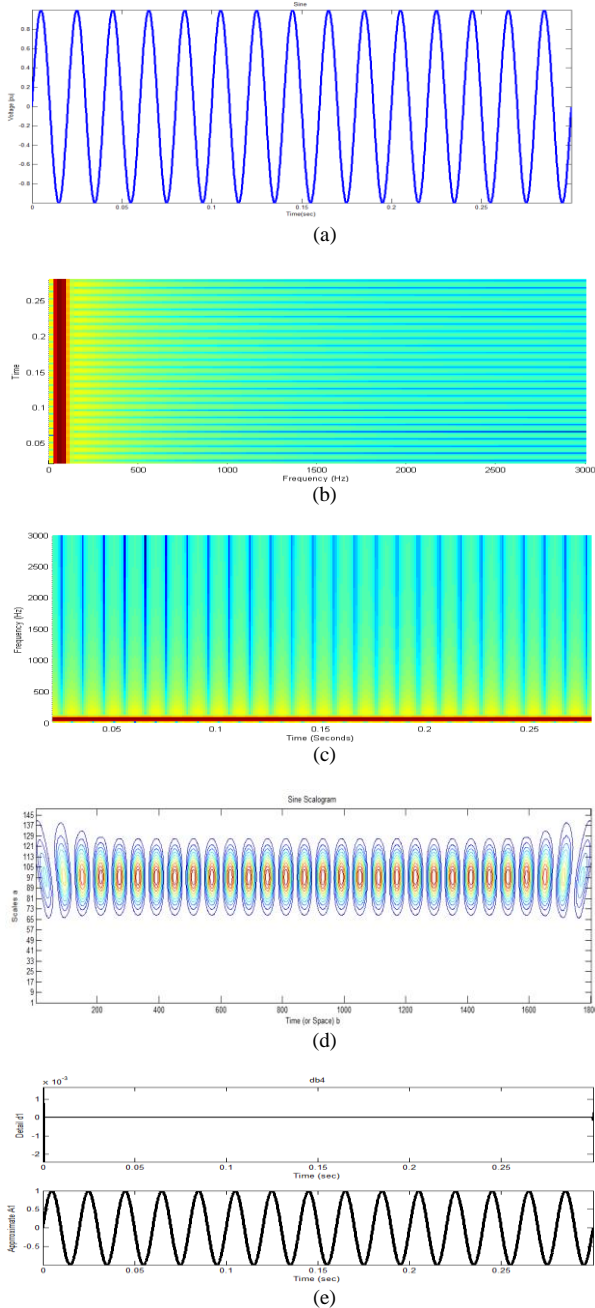 Sine
Voltage [pu]
0.8
0.6
0.4
0.2
0
-0.2
-0.4
-0.6
-0.8
0 0.05 0.1 0.15 0.2 0.25
Time(sec)
(a)
Time
0.25
0.2
0.15
0.1
0.05
0 500 1000 1500 2000 2500 3000
Frequency (Hz)
(b)
Frequency (Hz)
3000
2500
2000
1500
1000
500
0
0.05 0.1 0.15 0.2 0.25
Time (Seconds)
(c)
Sine Scalogram
Scales a
145
137
129
121
113
105
97
89
81
73
65
57
49
41
33
25
17
9
1
200 400 600 800 1000 1200 1400 1600 1800
Time (or Space) b
(d)
× 10⁻³
db4
Detail d1
1
0
-1
-2
0 0.05 0.1 0.15 0.2 0.25
Time (sec)
Approximate A1
1
0.5
0
-0.5
0 0.05 0.1 0.15 0.2 0.25
Time (sec)
(e)